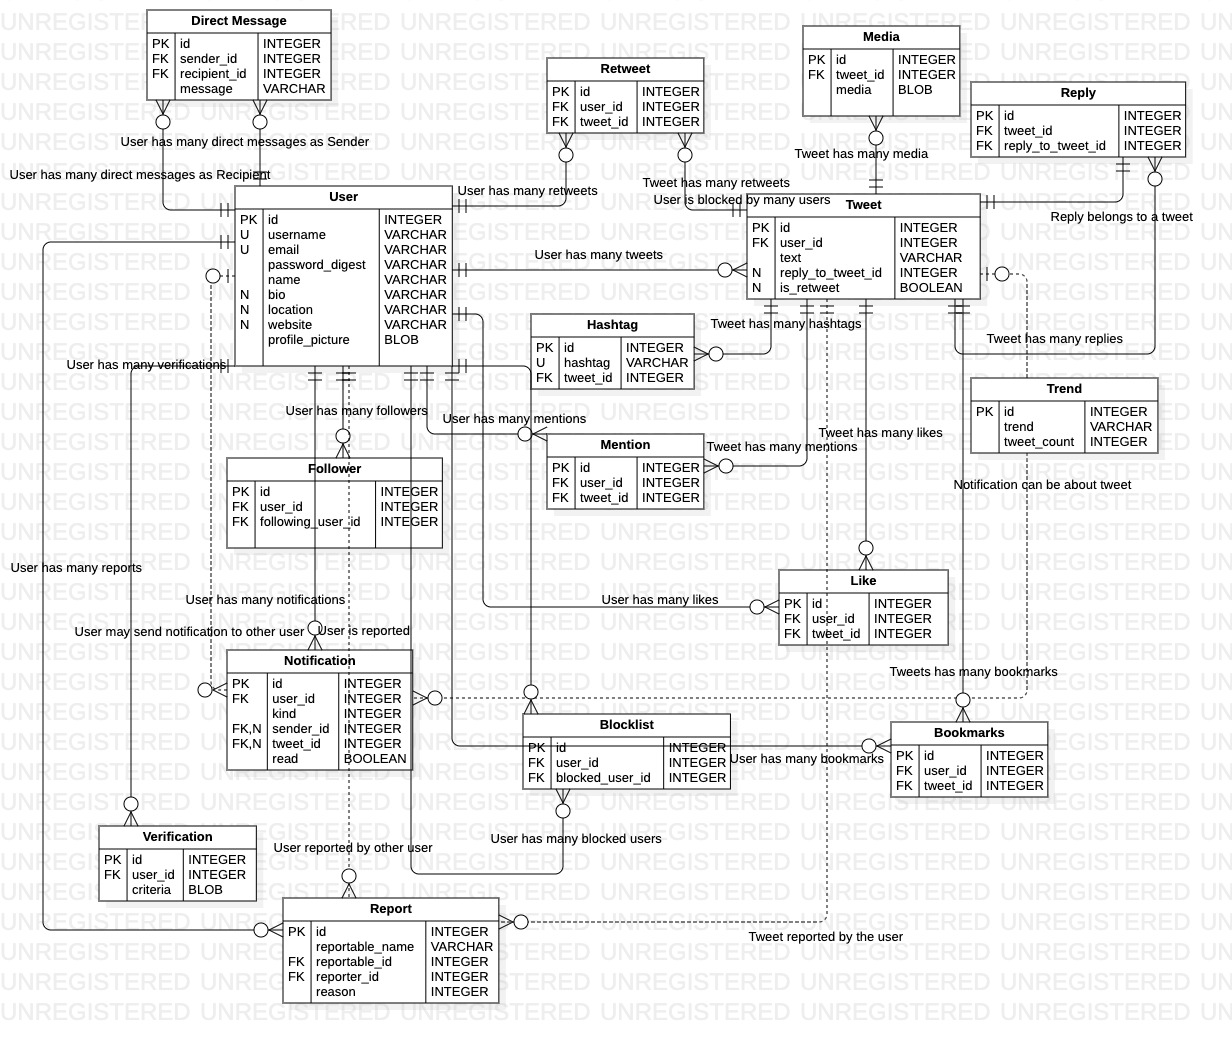 Direct Message
PK id INTEGER
FK sender_id INTEGER
FK recipient_id INTEGER
message VARCHAR
Media
PK id INTEGER
FK tweet_id INTEGER
media BLOB
Retweet
PK id INTEGER
FK user_id INTEGER
FK tweet_id INTEGER
Reply
PK id INTEGER
FK tweet_id INTEGER
FK reply_to_tweet_id INTEGER
User has many direct messages as Sender
Tweet has many media
User has many direct messages as Recipient
User has many retweets
Tweet has many retweets
User is blocked by many users
Reply belongs to a tweet
User
PK id INTEGER
U username VARCHAR
U email VARCHAR
password_digest VARCHAR
name VARCHAR
N bio VARCHAR
N location VARCHAR
N website VARCHAR
profile_picture BLOB
Tweet
PK id INTEGER
FK user_id INTEGER
text VARCHAR
N reply_to_tweet_id INTEGER
N is_retweet BOOLEAN
User has many tweets
Hashtag
PK id INTEGER
U hashtag VARCHAR
FK tweet_id INTEGER
Tweet has many hashtags
Tweet has many replies
User has many verifications
Trend
PK id INTEGER
trend VARCHAR
tweet_count INTEGER
User has many followers
User has many mentions
Tweet has many likes
Mention
PK id INTEGER
FK user_id INTEGER
FK tweet_id INTEGER
Tweet has many mentions
Follower
PK id INTEGER
FK user_id INTEGER
FK following_user_id INTEGER
Notification can be about tweet
User has many reports
Like
PK id INTEGER
FK user_id INTEGER
FK tweet_id INTEGER
User has many notifications
User has many likes
User may send notification to other user
User is reported
Notification
PK id INTEGER
FK user_id INTEGER
kind INTEGER
FK,N sender_id INTEGER
FK,N tweet_id INTEGER
read BOOLEAN
Tweets has many bookmarks
Blocklist
PK id INTEGER
FK user_id INTEGER
FK blocked_user_id INTEGER
Bookmarks
PK id INTEGER
FK user_id INTEGER
FK tweet_id INTEGER
User has many bookmarks
Verification
PK id INTEGER
FK user_id INTEGER
criteria BLOB
User has many blocked users
User reported by other user
Report
PK id INTEGER
reportable_name VARCHAR
FK reportable_id INTEGER
FK reporter_id INTEGER
reason INTEGER
Tweet reported by the user
UNREGISTERED